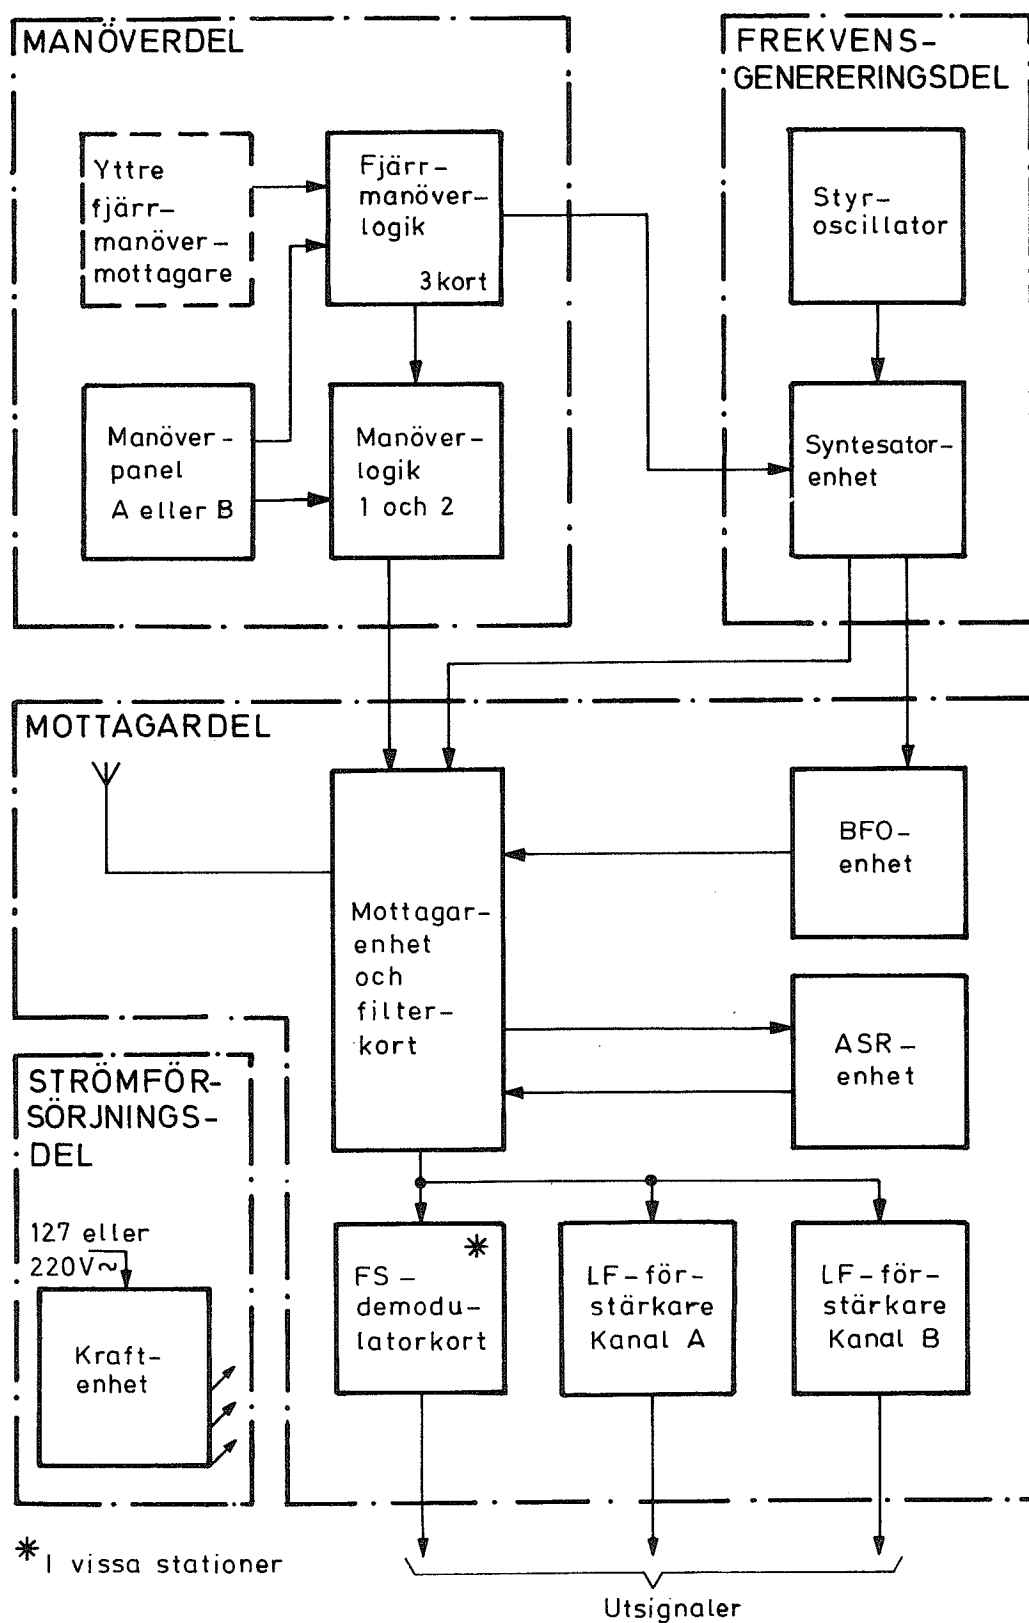 MANÖVERDEL
Yttre
fjärr-
manöver-
mottagare
Fjärr-
manöver-
logik
3 kort
Manöver-
panel
A eller B
Manöver-
logik
1 och 2
FREKVENS-
GENERERINGSDEL
Styr-
oscillator
Syntesator-
enhet
MOTTAGARDEL
Mottagar-
enhet
och
filter-
kort
BFO-
enhet
ASR-
enhet
STRÖMFÖR-
SÖRJNINGS-
DEL
127 eller
220V~
Kraft-
enhet
*
FS-
demodu-
latorkort
LF-för-
stärkare
Kanal A
LF-för-
stärkare
Kanal B
* I vissa stationer
Utsignaler